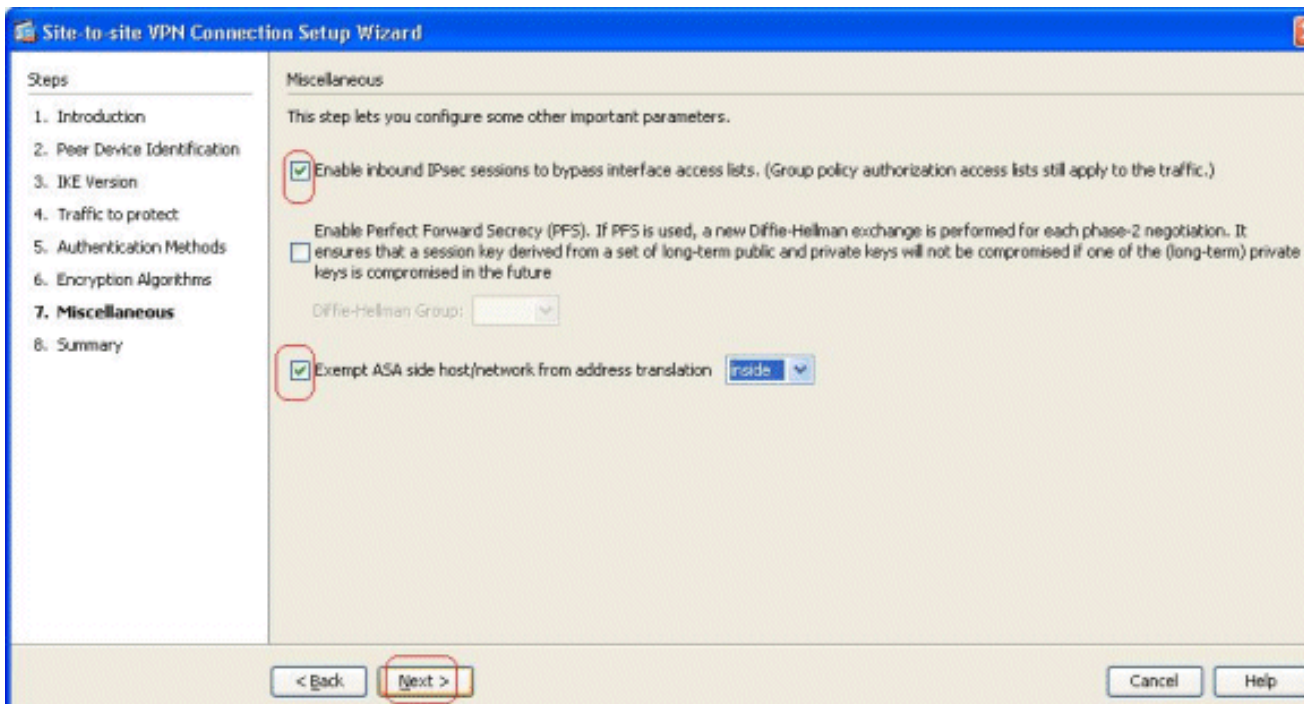 Site-to-site VPN Connection Setup Wizard
Steps
1. Introduction
2. Peer Device Identification
3. IKE Version
4. Traffic to protect
5. Authentication Methods
6. Encryption Algorithms
7. Miscellaneous
8. Summary
Miscellaneous
This step lets you configure some other important parameters.
Enable inbound IPsec sessions to bypass interface access lists. (Group policy authorization access lists still apply to the traffic.)
Enable Perfect Forward Secrecy (PFS). If PFS is used, a new Diffie-Hellman exchange is performed for each phase-2 negotiation. It
ensures that a session key derived from a set of long-term public and private keys will not be compromised if one of the (long-term) private
keys is compromised in the future
Diffie-Hellman Group:
Exempt ASA side host/network from address translation inside
< Back Next > Cancel Help